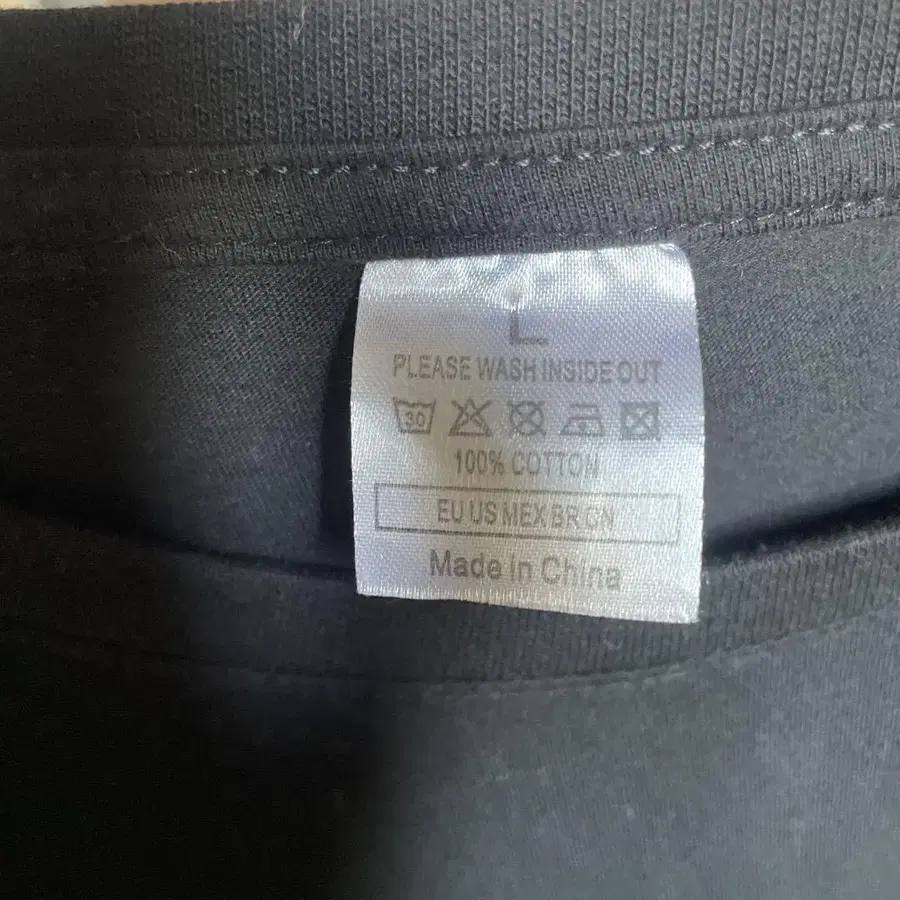 L
PLEASE WASH INSIDE OUT
30
100% COTTON
EU US MEX BR CN
Made in China